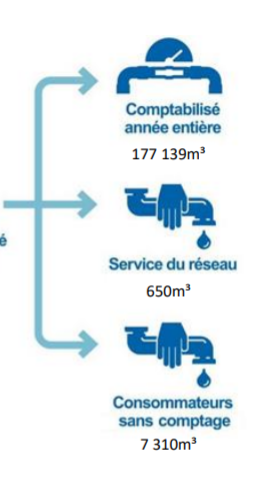 Comptabilisé
année entière
177 139m³
é
Service du réseau
650m³
Consommateurs
sans comptage
7 310m³